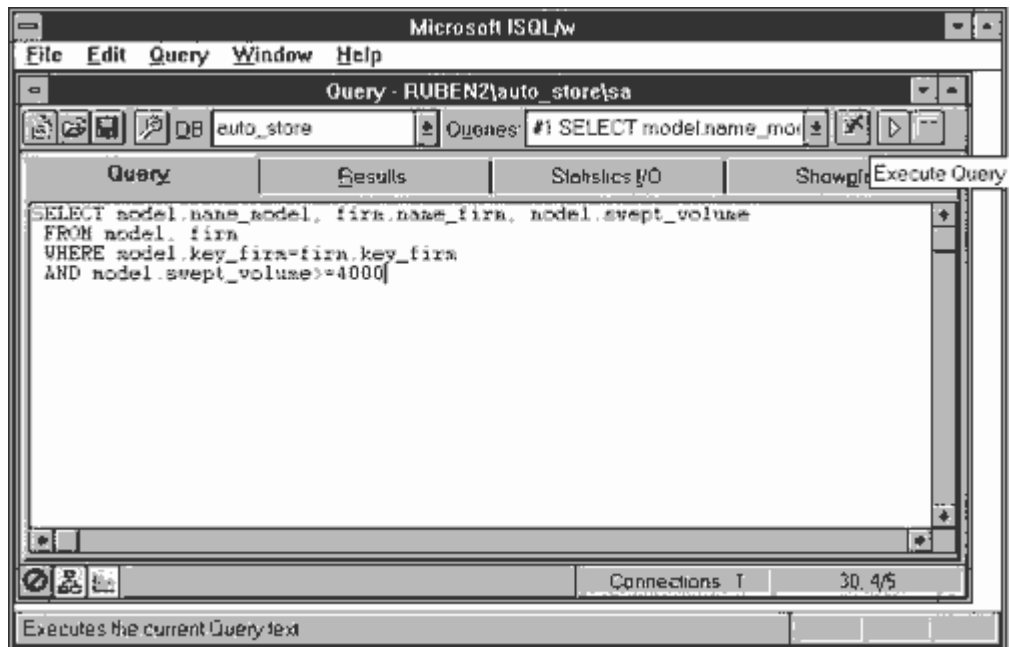 Microsoft ISQL/w
File Edit Query Window Help
Query - RUBEN2\auto_store\sa
DB auto_store Queries: #1 SELECT model.name_mo
Query Results Statistics I/O
Execute Query
SELECT model.name_model, firm.name_firm, model.swept_volume
FROM model, firm
WHERE model.key_firm=firm.key_firm
AND model.swept_volume>=4000
Connections 30, 4/5
Executes the current Query text